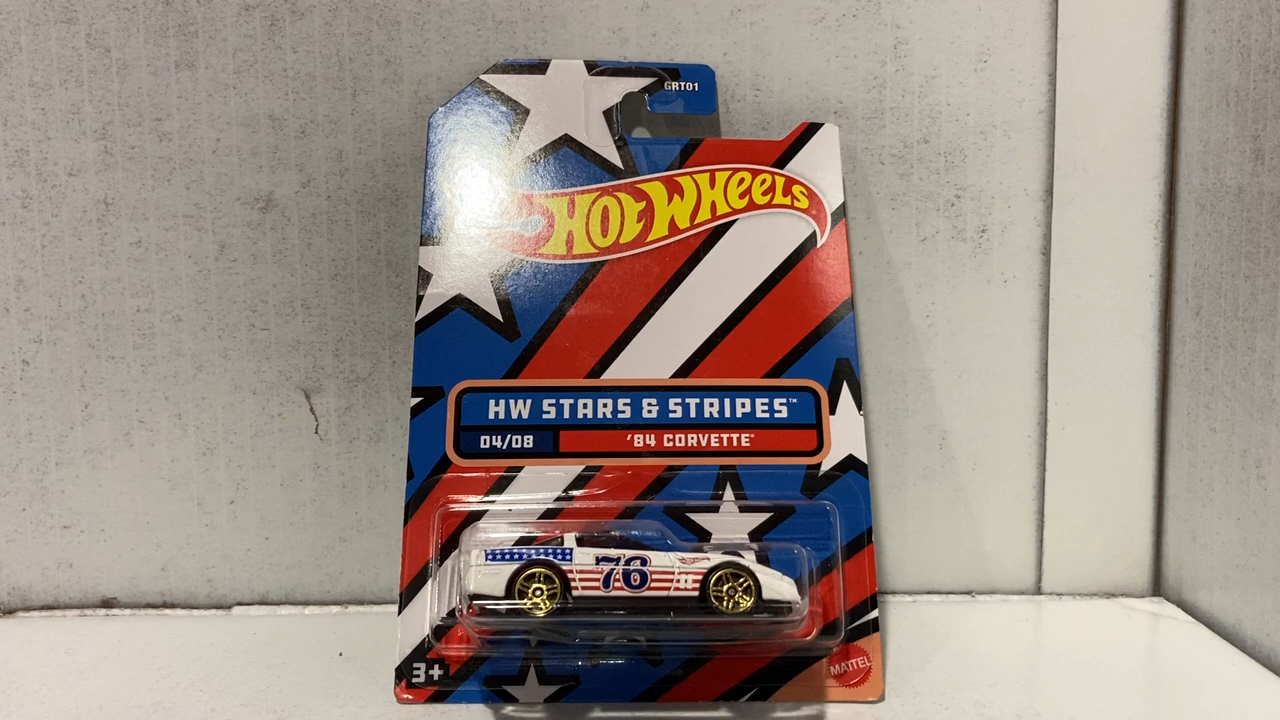 GRT01
HOT WHEELS
HW STARS & STRIPES™
04/08 '84 CORVETTE
76
3+
MATTEL